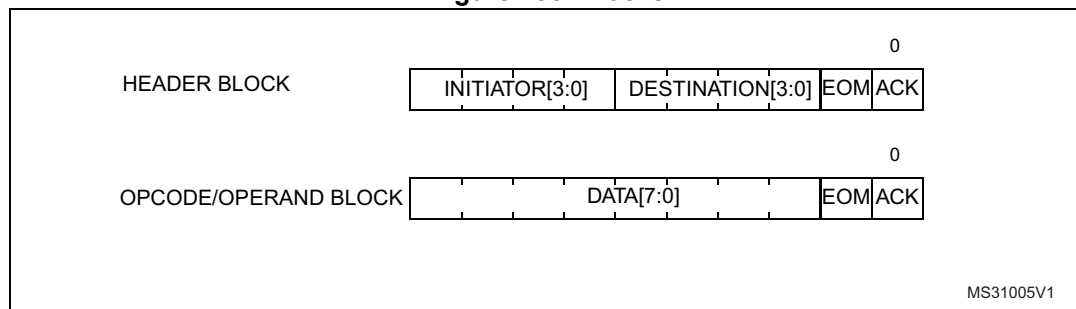 0
HEADER BLOCK INITIATOR[3:0] DESTINATION[3:0] EOM ACK
0
OPCODE/OPERAND BLOCK DATA[7:0] EOM ACK
MS31005V1